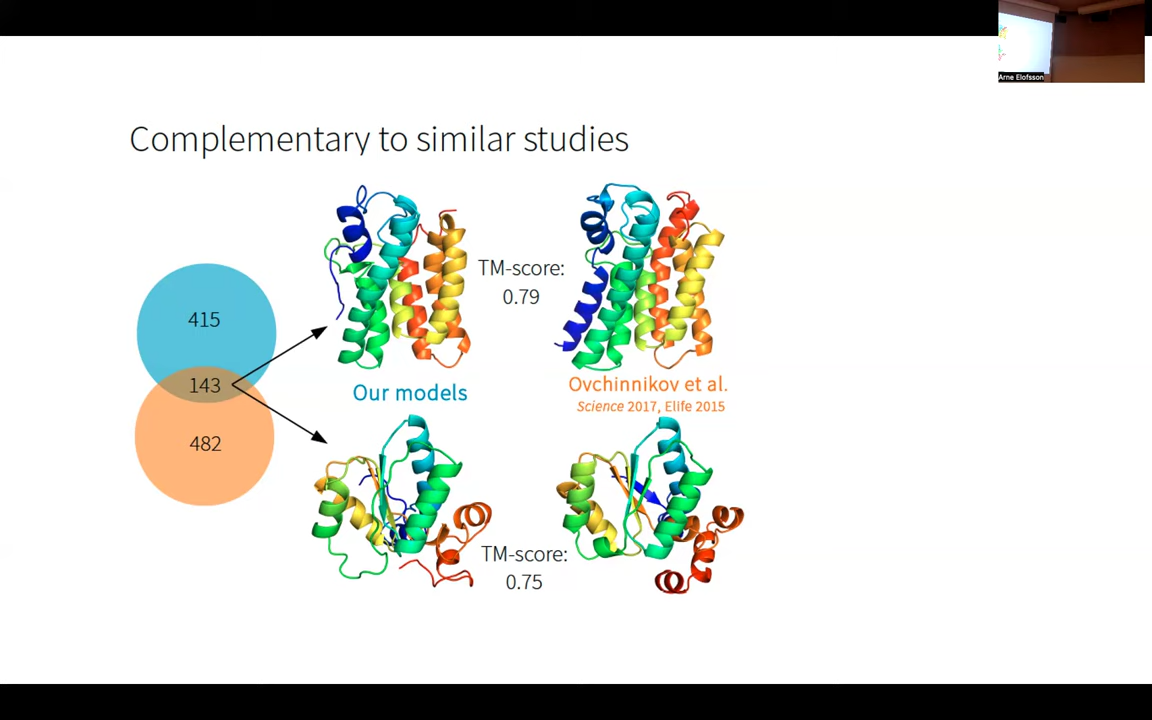 Arne Elofsson
Complementary to similar studies
415
143
482
TM-score:
0.79
Our models
Ovchinnikov et al.
Science 2017, Elife 2015
TM-score:
0.75